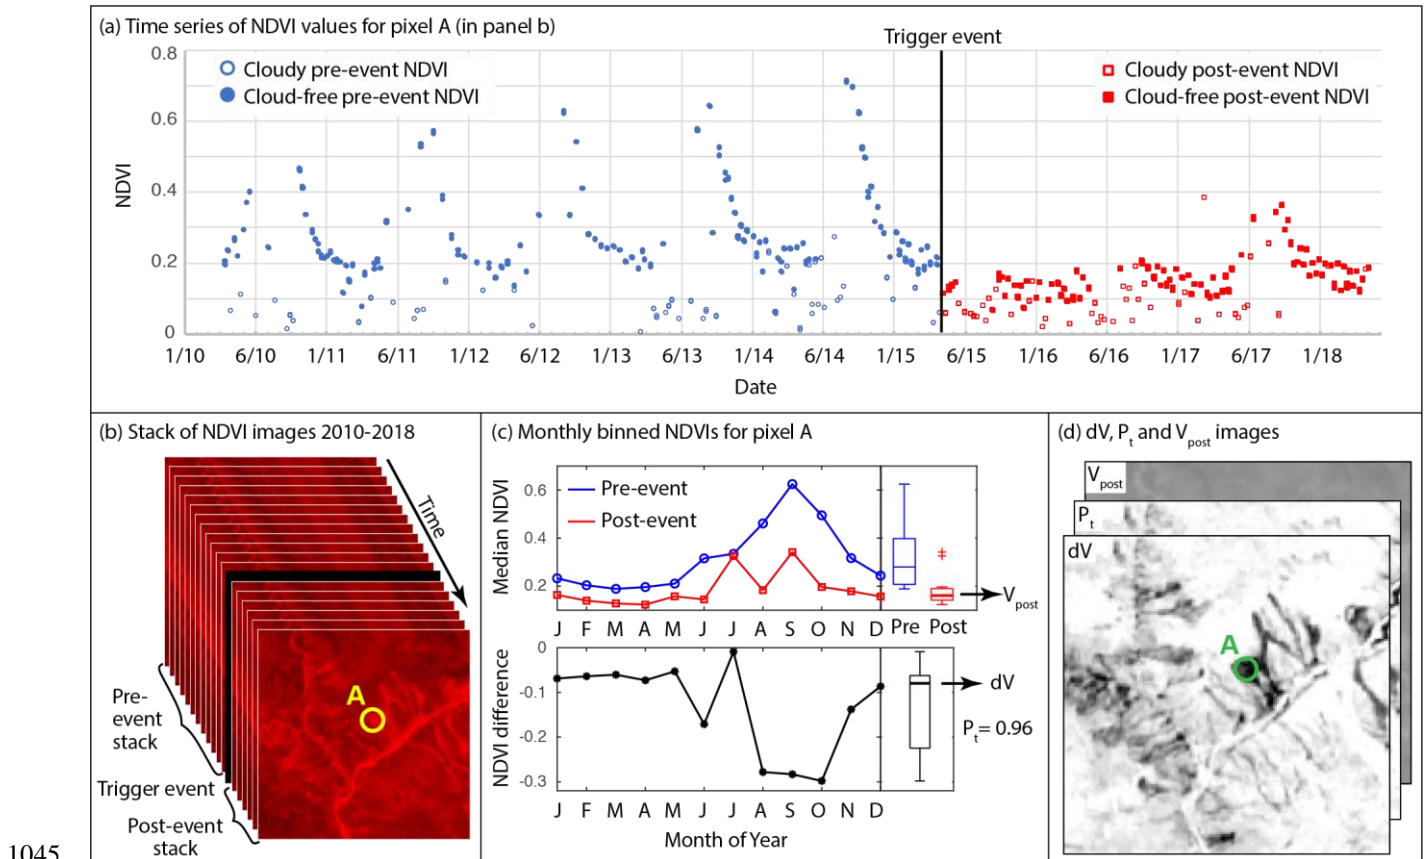 (a) Time series of NDVI values for pixel A (in panel b)
Trigger event
0.8
0.6
0.4
0.2
0
NDVI
Cloudy pre-event NDVI
Cloud-free pre-event NDVI
Cloudy post-event NDVI
Cloud-free post-event NDVI
1/10 6/10 1/11 6/11 1/12 6/12 1/13 6/13 1/14 6/14 1/15 6/15 1/16 6/16 1/17 6/17 1/18
Date
(b) Stack of NDVI images 2010-2018
Time
A
Pre-
event
stack
Trigger event
Post-event
stack
(c) Monthly binned NDVIs for pixel A
Median NDVI
0.6
0.4
0.2
Pre-event
Post-event
J F M A M J J A S O N D Pre Post
Vpost
NDVI difference
0
-0.1
-0.2
-0.3
dV
Pt= 0.96
J F M A M J J A S O N D
Month of Year
(d) dV, Pt and Vpost images
Vpost
Pt
dV
A
1045